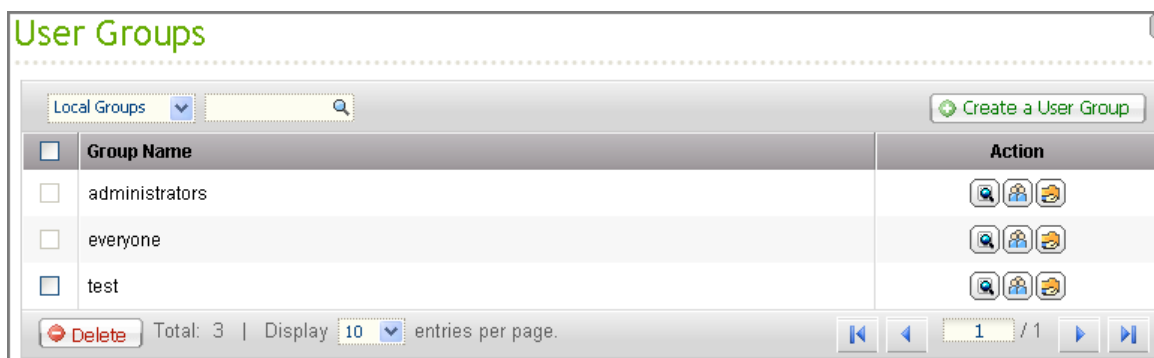 User Groups
Local Groups
Create a User Group
Group Name Action
administrators
everyone
test
Delete Total: 3 | Display 10 entries per page. 1 / 1